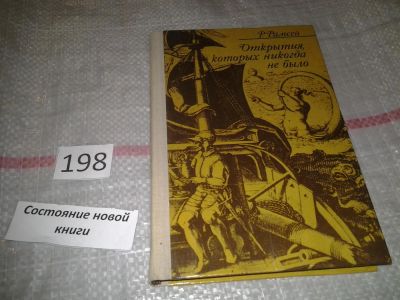 Р. Рамсей
Открытия,
которых никогда
не было
198
Состояние новой
книги